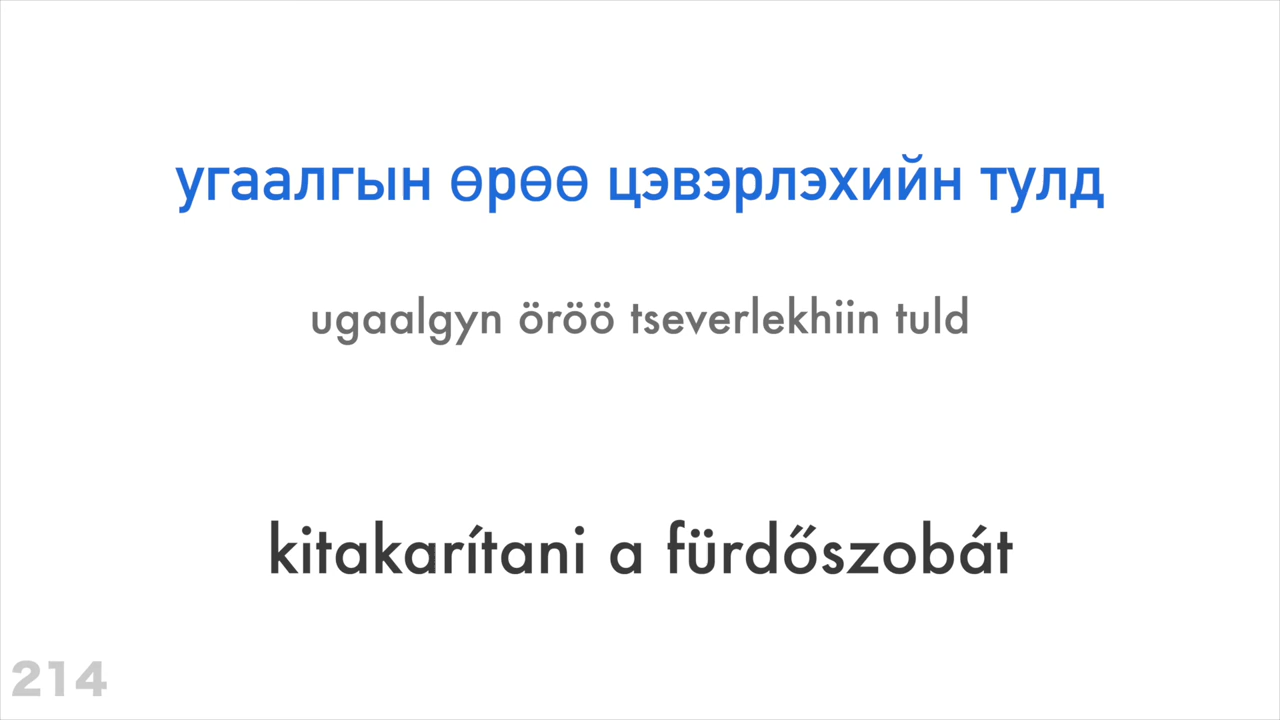 угаалгын өрөө цэвэрлэхийн тулд
ugaalgyn öröö tseverlekhiin tuld
kitakarítani a fürdőszobát
214